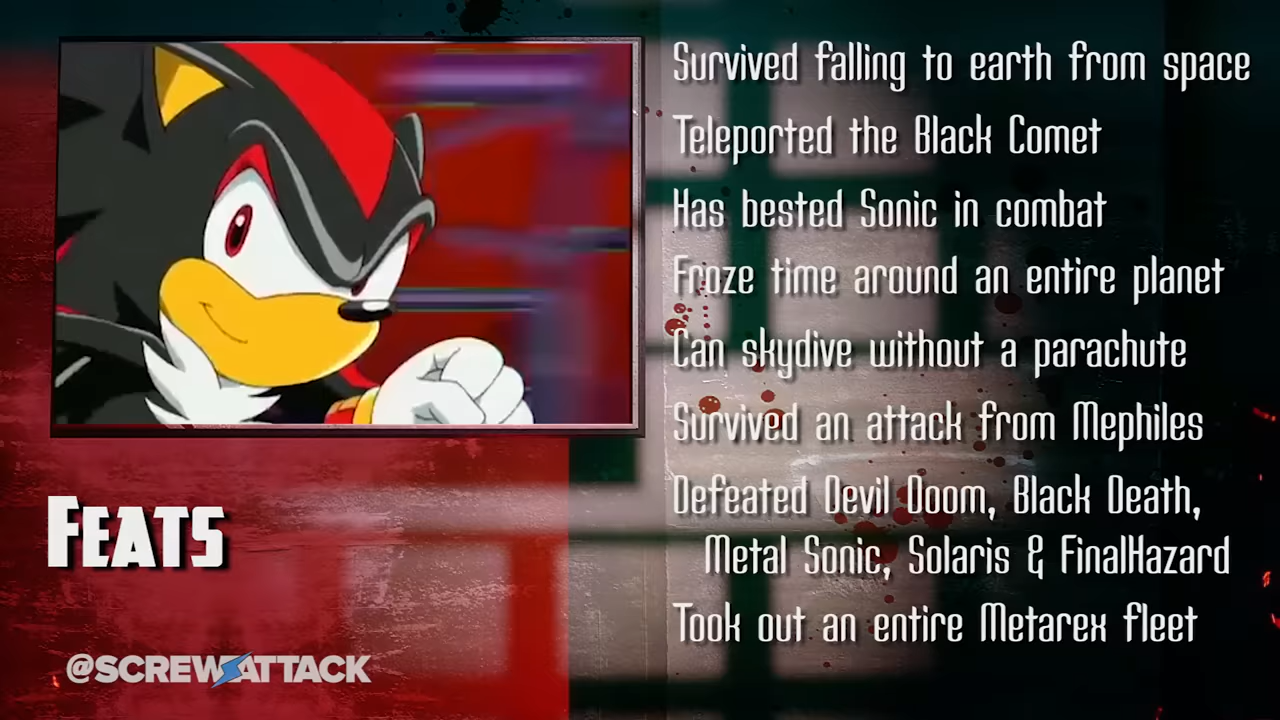 Survived falling to earth from space
Teleported the Black Comet
Has bested Sonic in combat
Froze time around an entire planet
Can skydive without a parachute
Survived an attack from Mephiles
Defeated Devil Doom, Black Death,
Metal Sonic, Solaris & FinalHazard
Took out an entire Metarex fleet
FEATS
@SCREWATTACK